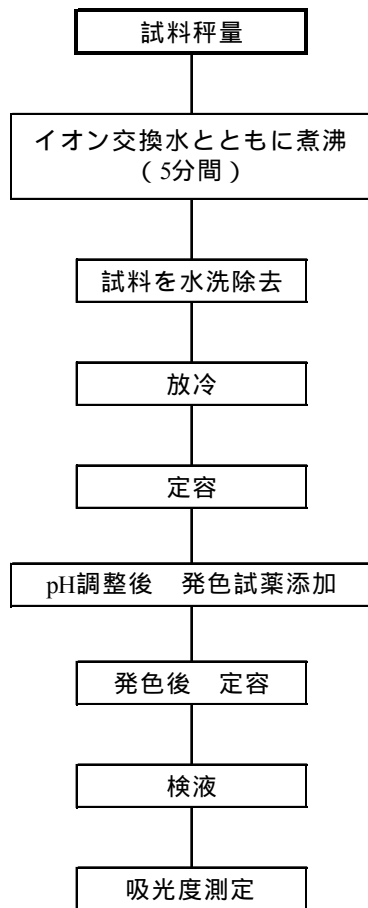 試料秤量
イオン交換水とともに煮沸
（5分間）
試料を水洗除去
放冷
定容
pH調整後　発色試薬添加
発色後　定容
検液
吸光度測定